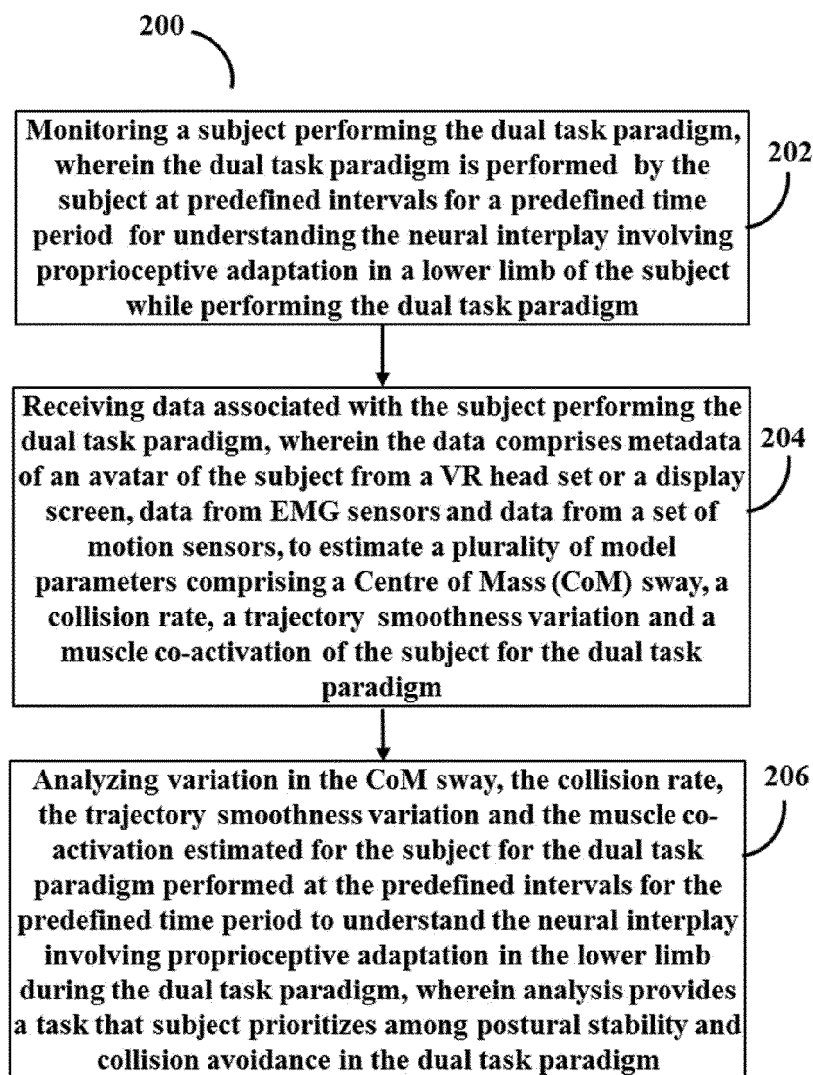 200
Monitoring a subject performing the dual task paradigm,
wherein the dual task paradigm is performed by the
subject at predefined intervals for a predefined time
period for understanding the neural interplay involving
proprioceptive adaptation in a lower limb of the subject
while performing the dual task paradigm
202
Receiving data associated with the subject performing the
dual task paradigm, wherein the data comprises metadata
of an avatar of the subject from a VR head set or a display
screen, data from EMG sensors and data from a set of
motion sensors, to estimate a plurality of model
parameters comprising a Centre of Mass (CoM) sway, a
collision rate, a trajectory smoothness variation and a
muscle co-activation of the subject for the dual task
paradigm
204
Analyzing variation in the CoM sway, the collision rate,
the trajectory smoothness variation and the muscle co-
activation estimated for the subject for the dual task
paradigm performed at the predefined intervals for the
predefined time period to understand the neural interplay
involving proprioceptive adaptation in the lower limb
during the dual task paradigm, wherein analysis provides
a task that subject prioritizes among postural stability and
collision avoidance in the dual task paradigm
206